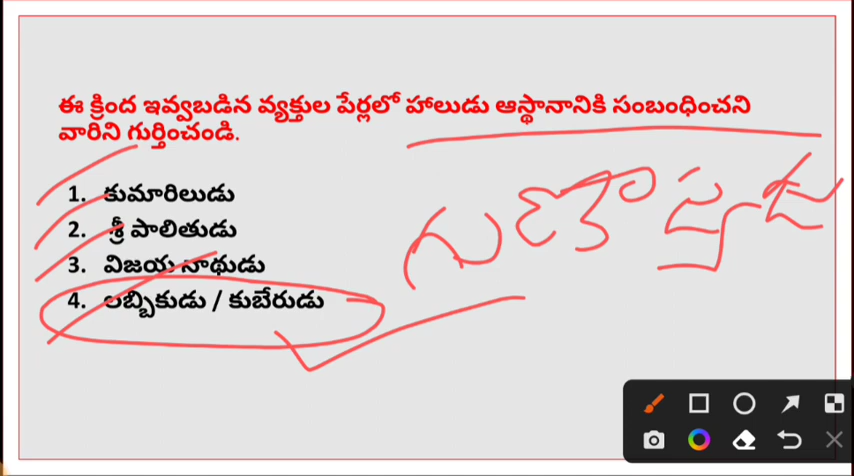 ఈ క్రింద ఇవ్వబడిన వ్యక్తుల పేర్లలో హాలుడు ఆస్థానానికి సంబంధించని
వారిని గుర్తించండి.
1. కుమారిలుడు
2. శ్రీ పాలితుడు
3. విజయ నాథుడు
4. లబ్బికుడు / కుబేరుడు